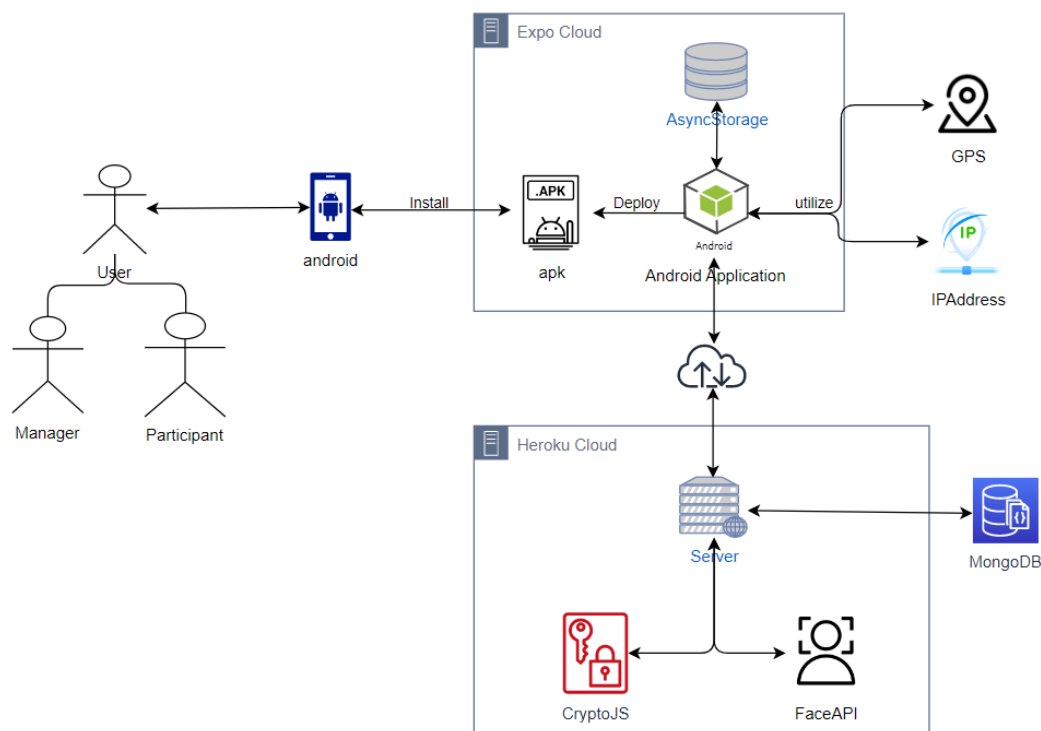 Expo Cloud
AsyncStorage
GPS
.APK
Install
Deploy
utilize
IP
Android
User
android
apk
Android Application
IPAddress
Manager
Participant
Heroku Cloud
Server
MongoDB
CryptoJS
FaceAPI